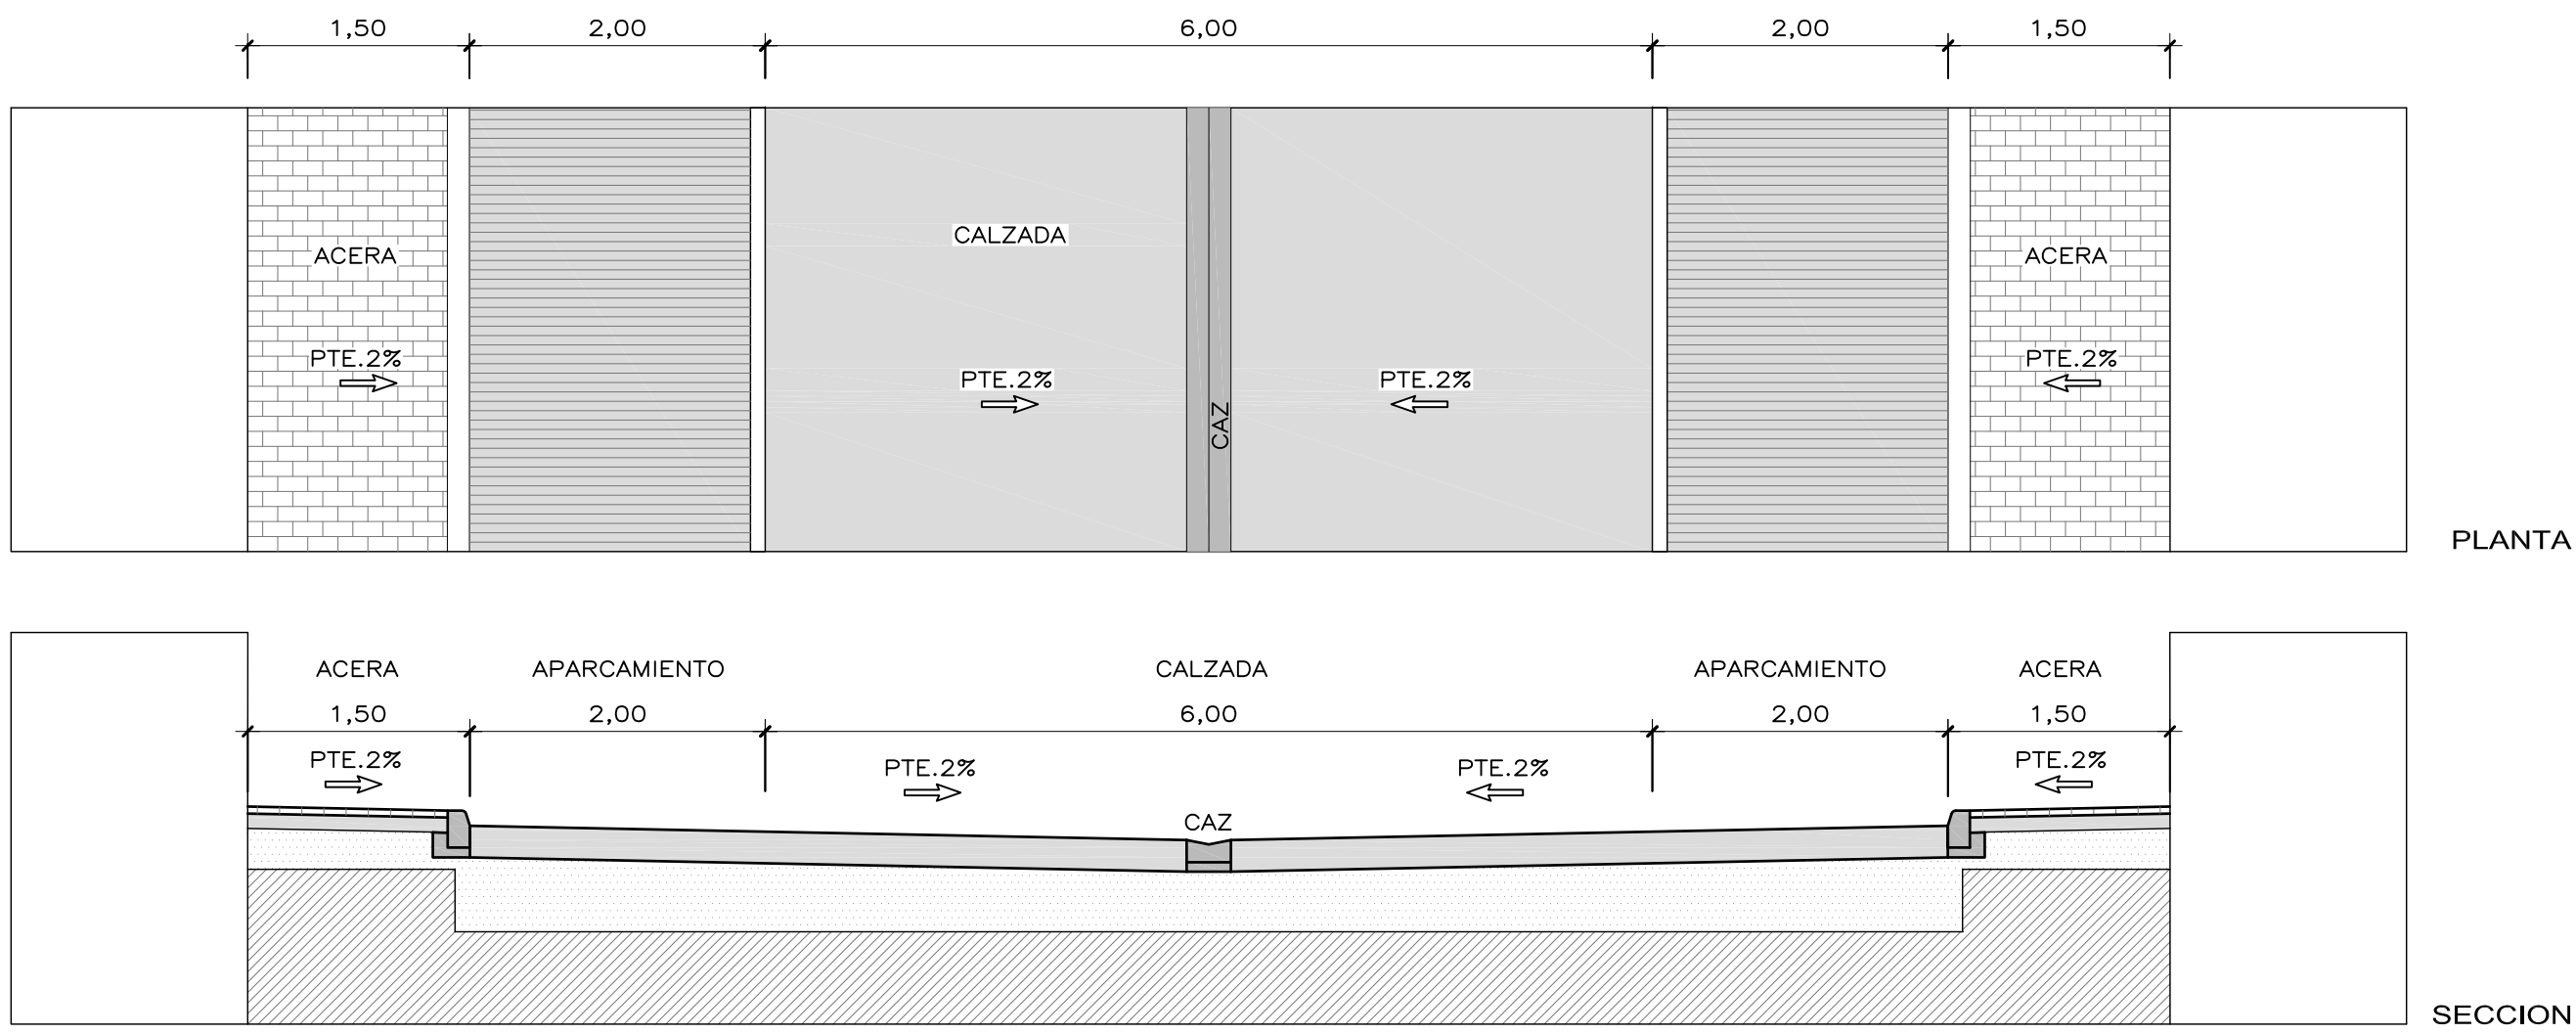 1,50 2,00 6,00 2,00 1,50
CALZADA
ACERA ACERA
PTE.2% PTE.2%
PTE.2% PTE.2%
CAZ
PLANTA
ACERA APARCAMIENTO CALZADA APARCAMIENTO ACERA
1,50 2,00 6,00 2,00 1,50
PTE.2% PTE.2%
PTE.2% PTE.2%
CAZ
SECCION